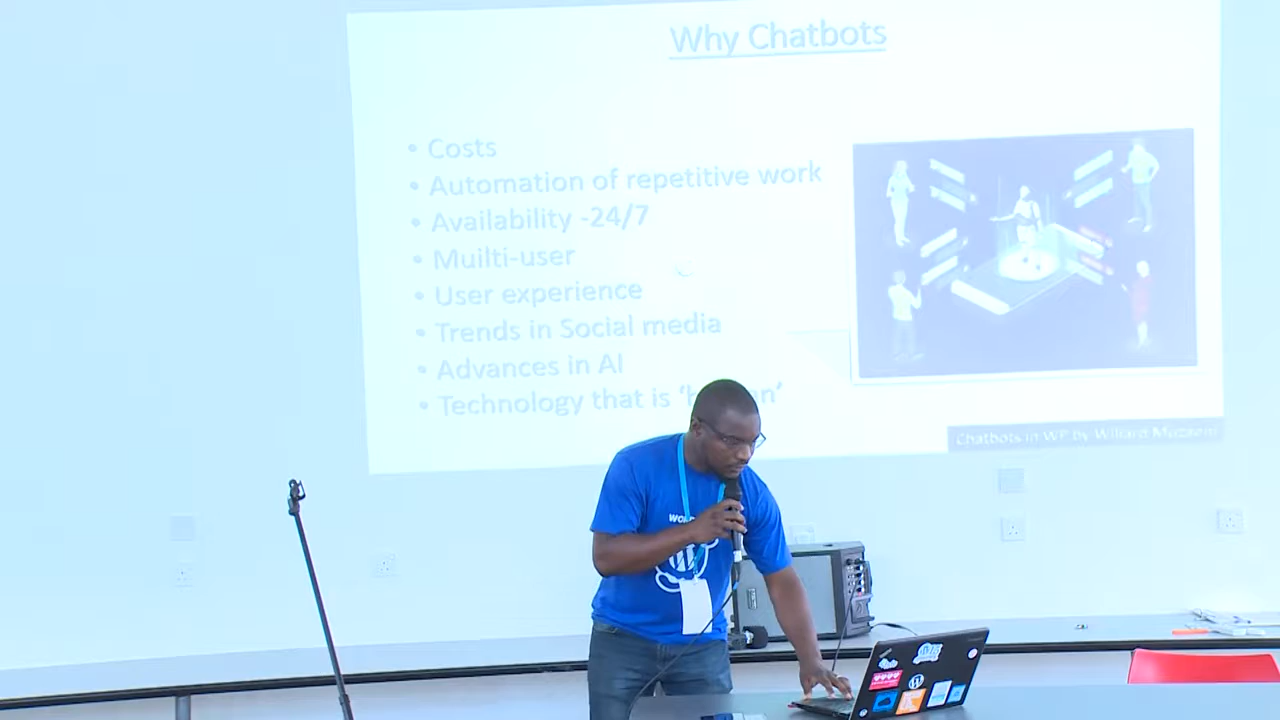 Why Chatbots
• Costs
• Automation of repetitive work
• Availability -24/7
• Muilti-user
• User experience
• Trends in Social media
• Advances in AI
• Technology that is
Chatbots in WP by